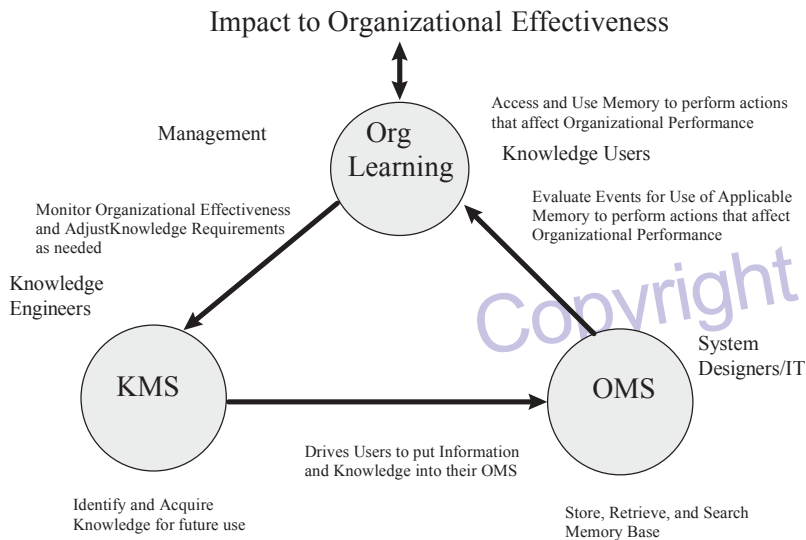 Impact to Organizational Effectiveness
Access and Use Memory to perform actions
that affect Organizational Performance
Management
Org
Learning
Knowledge Users
Monitor Organizational Effectiveness
and AdjustKnowledge Requirements
as needed
Evaluate Events for Use of Applicable
Memory to perform actions that affect
Organizational Performance
Knowledge
Engineers
Copyright
System
Designers/IT
KMS
OMS
Drives Users to put Information
and Knowledge into their OMS
Identify and Acquire
Knowledge for future use
Store, Retrieve, and Search
Memory Base